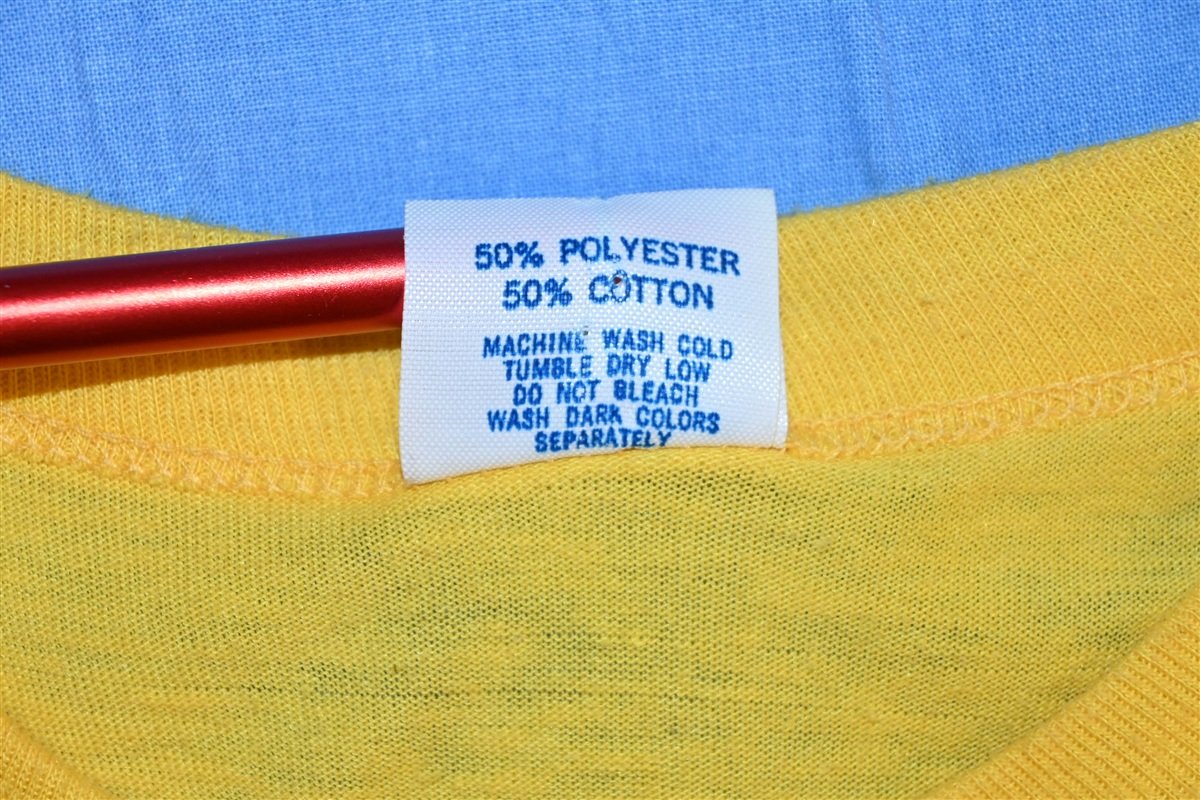 50% POLYESTER
50% COTTON
MACHINE WASH COLD
TUMBLE DRY LOW
DO NOT BLEACH
WASH DARK COLORS
SEPARATELY